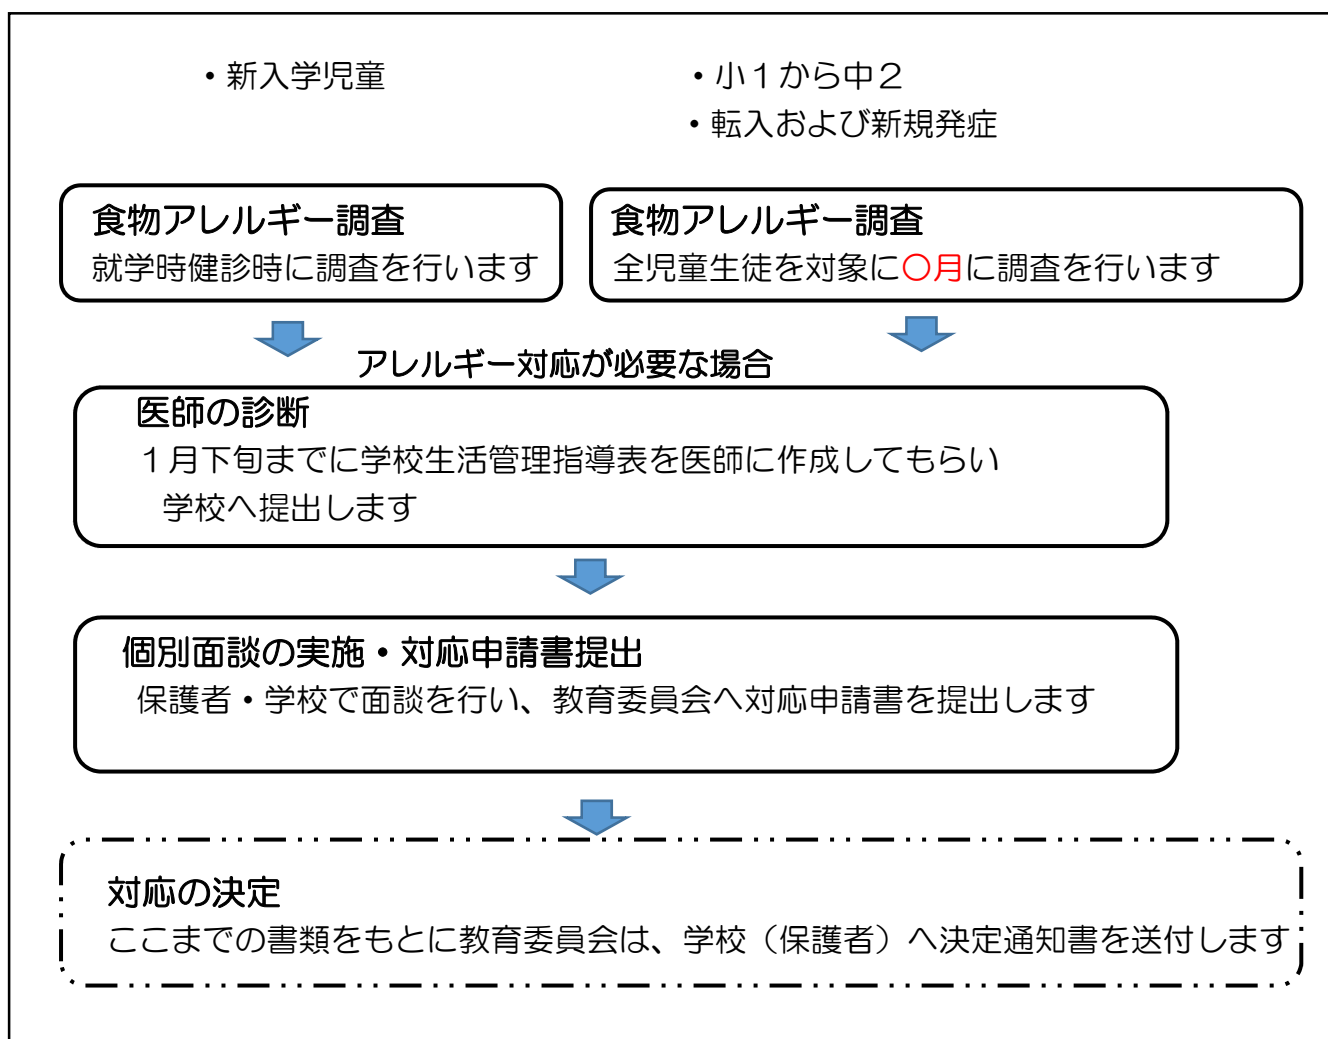 ・新入学児童
・小１から中２
・転入および新規発症
食物アレルギー調査
就学時健診時に調査を行います
食物アレルギー調査
全児童生徒を対象に〇月に調査を行います
アレルギー対応が必要な場合
医師の診断
１月下旬までに学校生活管理指導表を医師に作成してもらい
学校へ提出します
個別面談の実施・対応申請書提出
保護者・学校で面談を行い、教育委員会へ対応申請書を提出します
対応の決定
ここまでの書類をもとに教育委員会は、学校（保護者）へ決定通知書を送付します